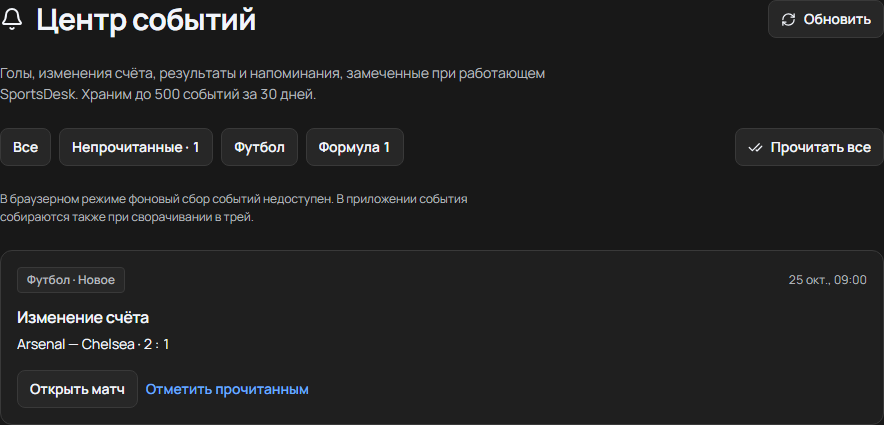 Центр событий
Обновить
Голы, изменения счёта, результаты и напоминания, замеченные при работающем
SportsDesk. Храним до 500 событий за 30 дней.
Все
Непрочитанные · 1
Футбол
Формула 1
Прочитать все
В браузерном режиме фоновый сбор событий недоступен. В приложении события
собираются также при сворачивании в трей.
Футбол · Новое
25 окт., 09:00
Изменение счёта
Arsenal — Chelsea · 2 : 1
Открыть матч
Отметить прочитанным